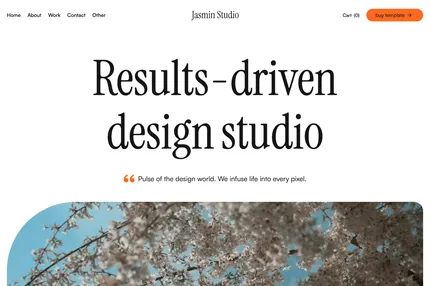 Home About Work Contact Other Jasmin Studio Cart (0) Buy template →
Results-driven
design studio
Pulse of the design world. We infuse life into every pixel.